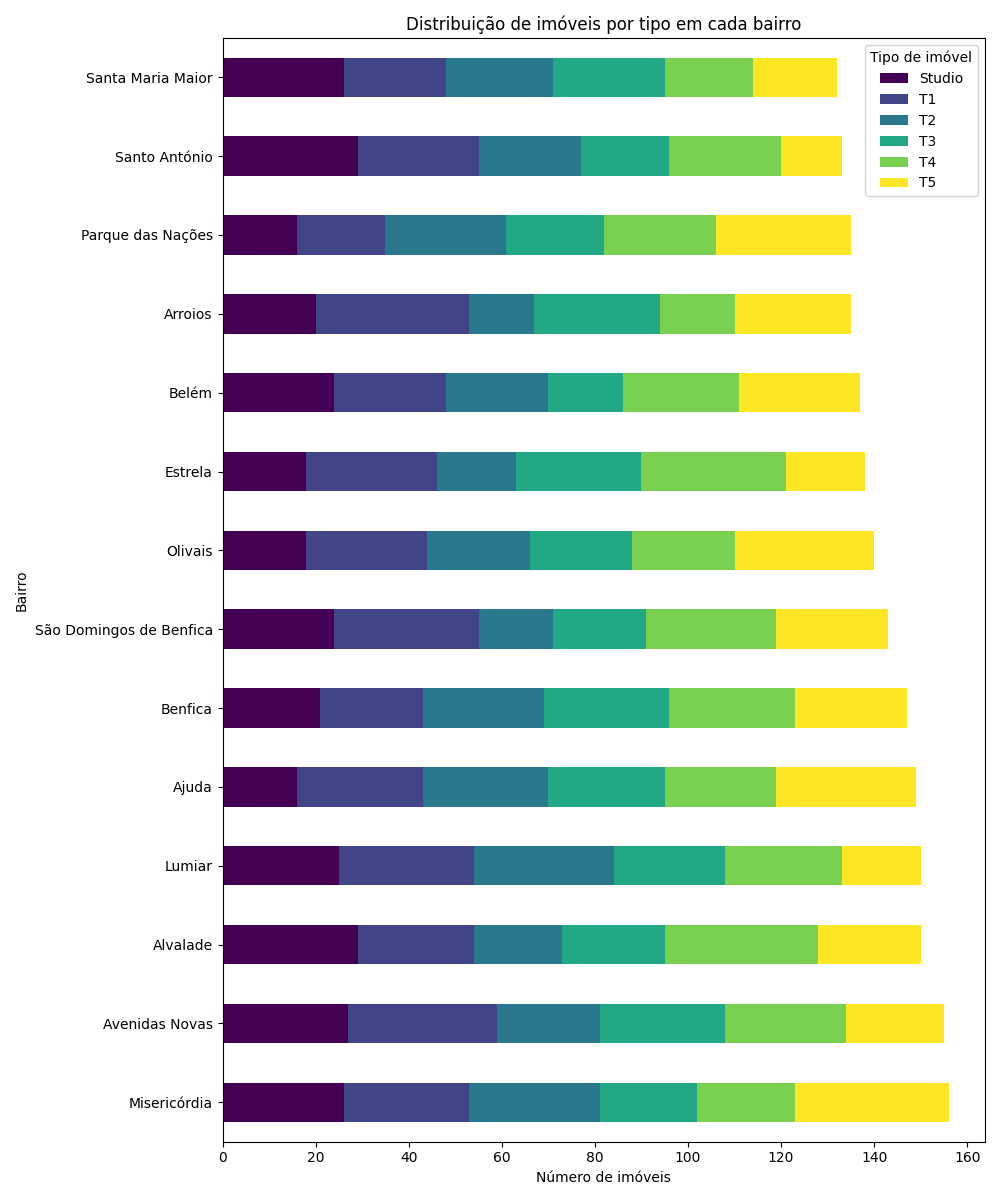 Distribuição de imóveis por tipo em cada bairro
Tipo de imóvel
Studio
T1
T2
T3
T4
T5
Bairro
Santa Maria Maior
Santo António
Parque das Nações
Arroios
Belém
Estrela
Olivais
São Domingos de Benfica
Benfica
Ajuda
Lumiar
Alvalade
Avenidas Novas
Misericórdia
0 20 40 60 80 100 120 140 160
Número de imóveis